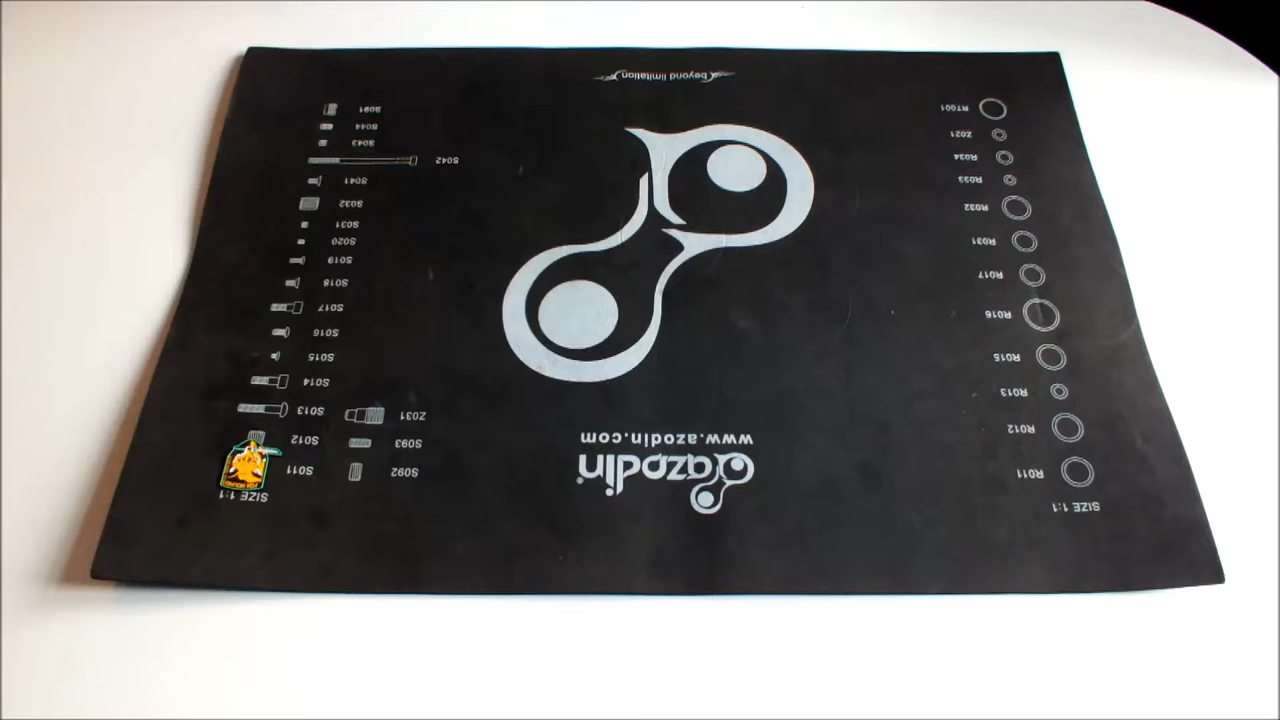 SIZE 1:1
R011
R012
R013
R015
R016
R017
R031
R032
R033
R034
Z021
RT001
azodin®
www.azodin.com
beyond limitation
SIZE 1:1
S092
S093
Z031
S011
S012
S013
S014
S015
S016
S017
S018
S019
S020
S031
S032
S041
S042
S043
S044
S091